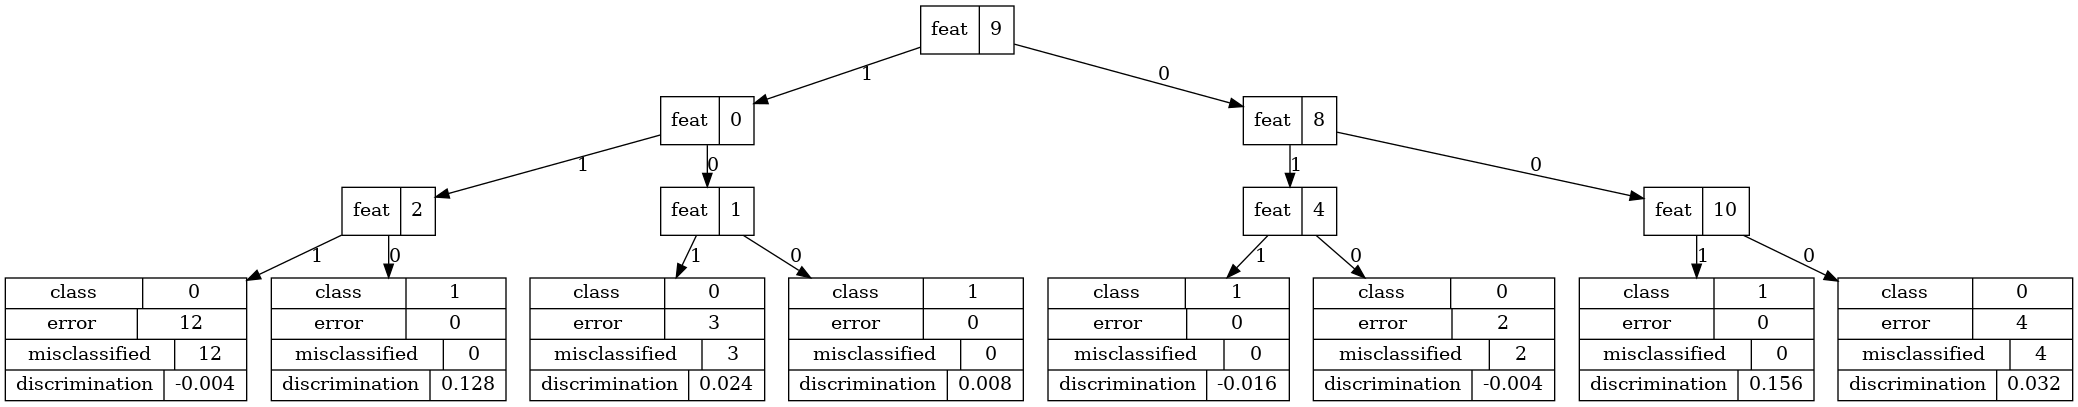 feat 9
1 0
feat 0 feat 8
1 0 1 0
feat 2 feat 1 feat 4 feat 10
1 0 1 0 1 0 1 0
class 0 class 1 class 0 class 1 class 1 class 0 class 1 class 0
error 12 error 0 error 3 error 0 error 0 error 2 error 0 error 4
misclassified 12 misclassified 0 misclassified 3 misclassified 0 misclassified 0 misclassified 2 misclassified 0 misclassified 4
discrimination -0.004 discrimination 0.128 discrimination 0.024 discrimination 0.008 discrimination -0.016 discrimination -0.004 discrimination 0.156 discrimination 0.032